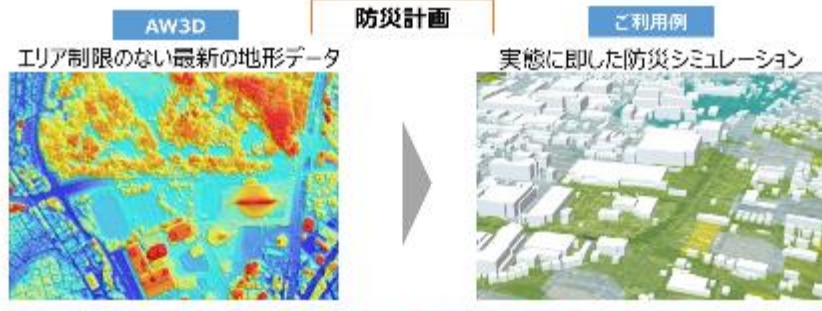 防災計画
AW3D
ご利用例
エリア制限のない最新の地形データ
実態に即した防災シミュレーション